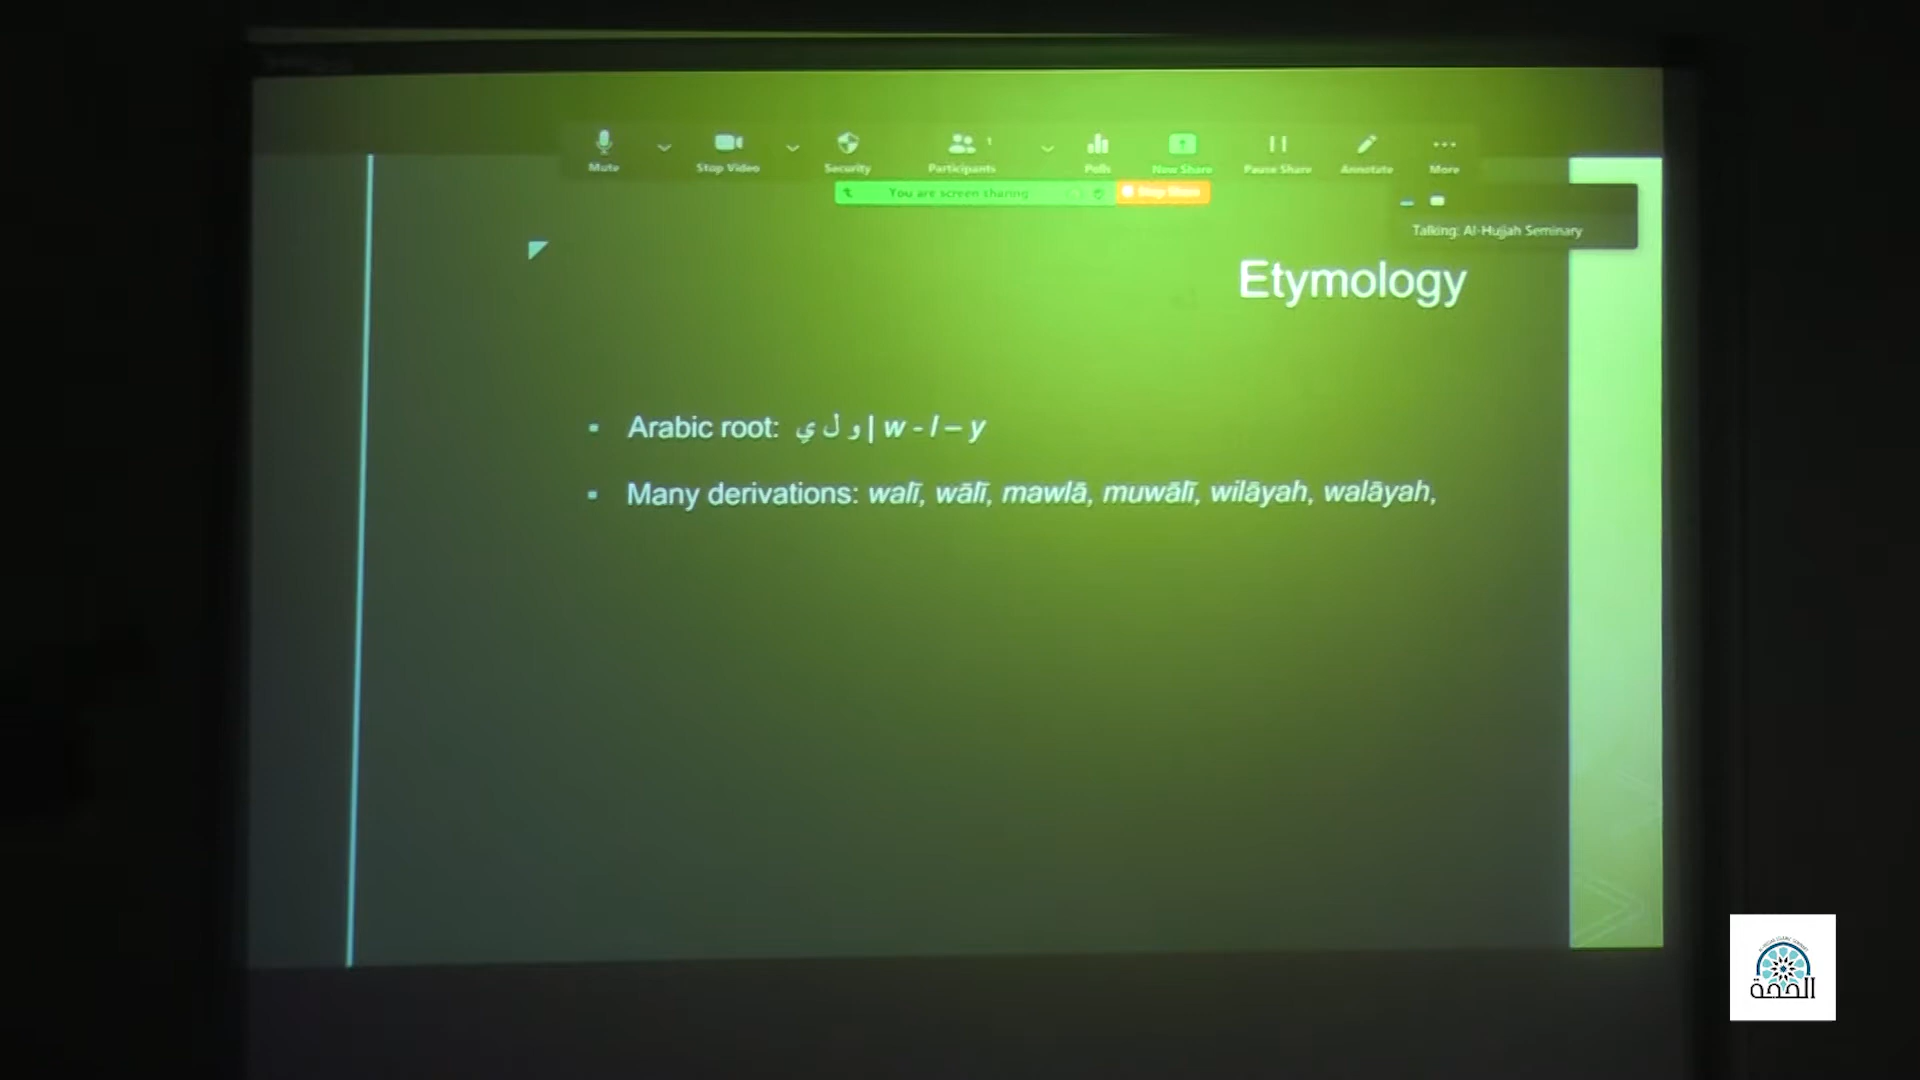 Mute
Stop Video
Security
Participants
1
Polls
New Share
Pause Share
Annotate
More
You are screen sharing
Stop Share
Talking: Al-Hujjah Seminary
Etymology
▪ Arabic root: و ل ي | w - l – y
▪ Many derivations: walī, wālī, mawlā, muwālī, wilāyah, walāyah,
الحجة